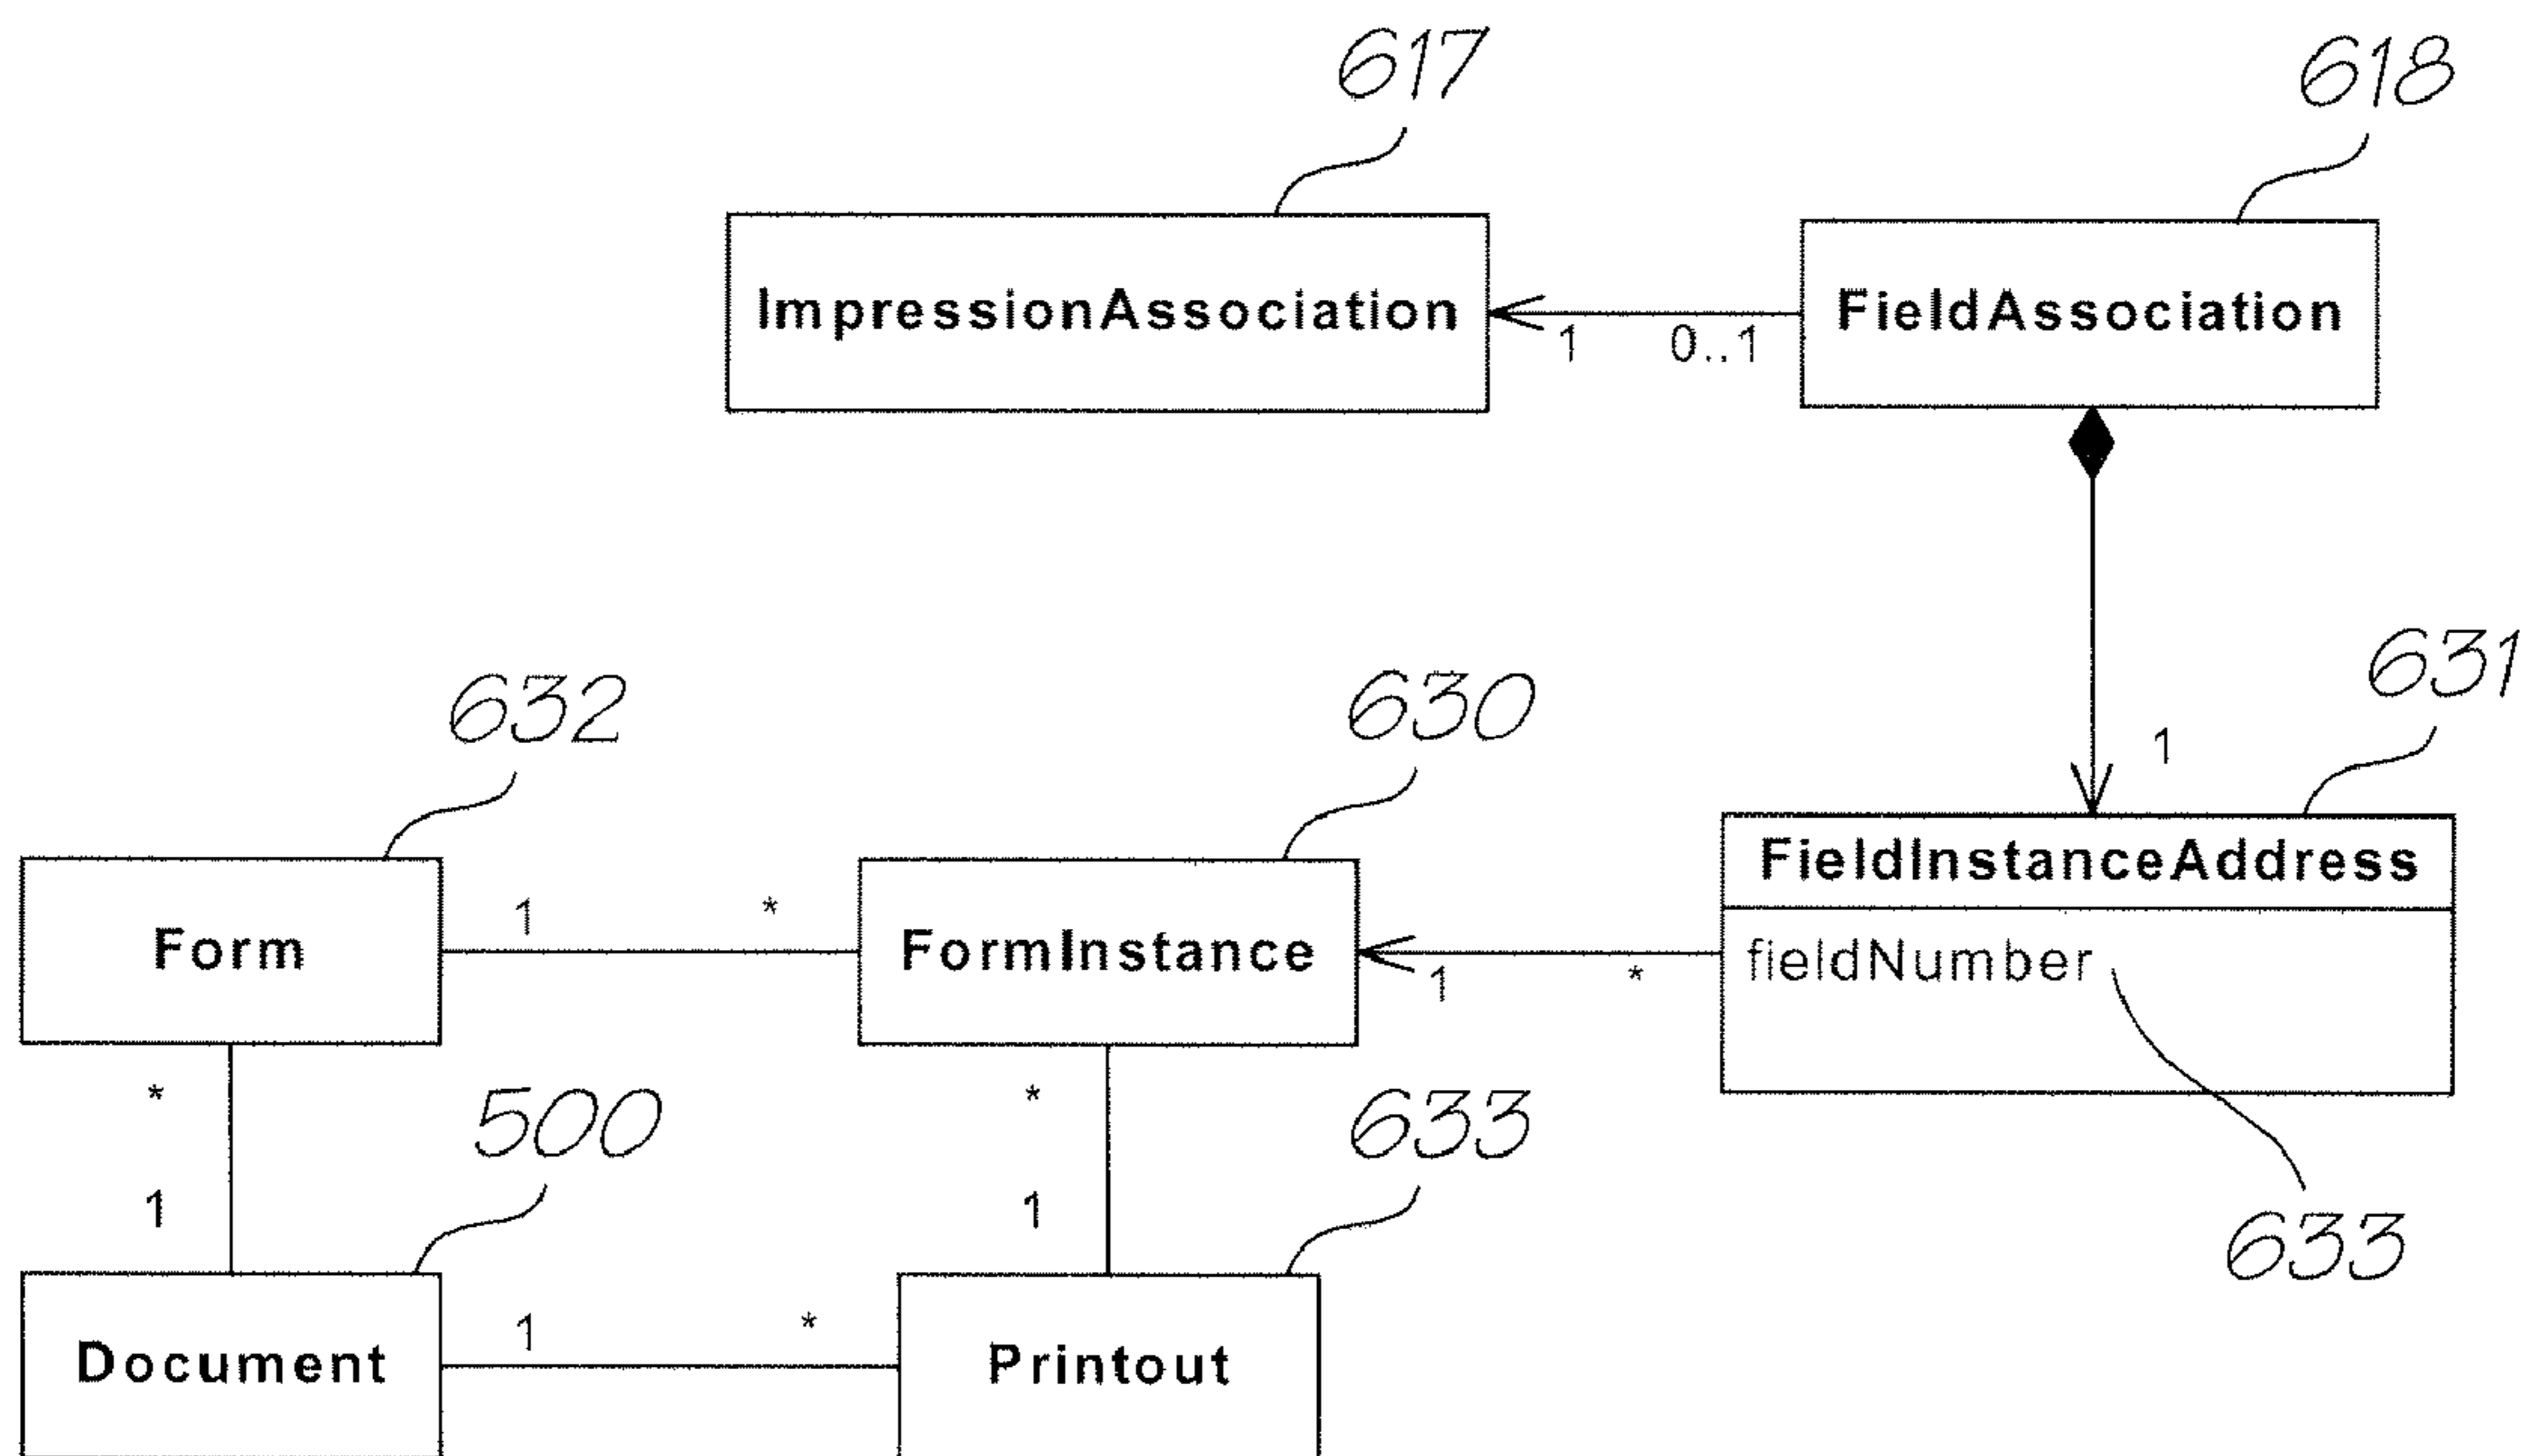 617
618
ImpressionAssociation
FieldAssociation
1
0..1
631
1
632
630
FieldInstanceAddress
1
*
Form
FormInstance
fieldNumber
1
*
*
500
*
633
1
1
633
1
*
Document
Printout